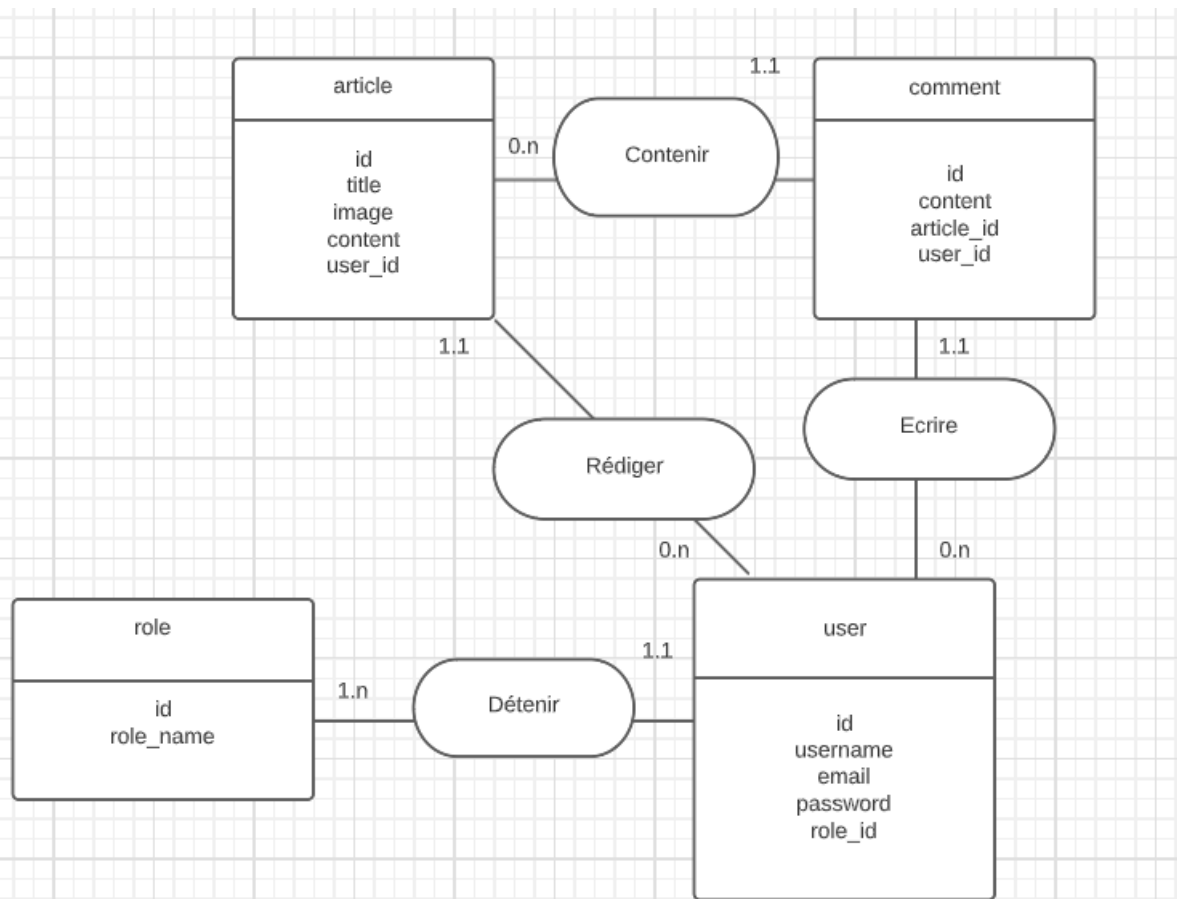 article
id
title
image
content
user_id
0.n
Contenir
1.1
comment
id
content
article_id
user_id
1.1
Rédiger
0.n
1.1
Ecrire
0.n
role
id
role_name
1.n
Détenir
1.1
user
id
username
email
password
role_id